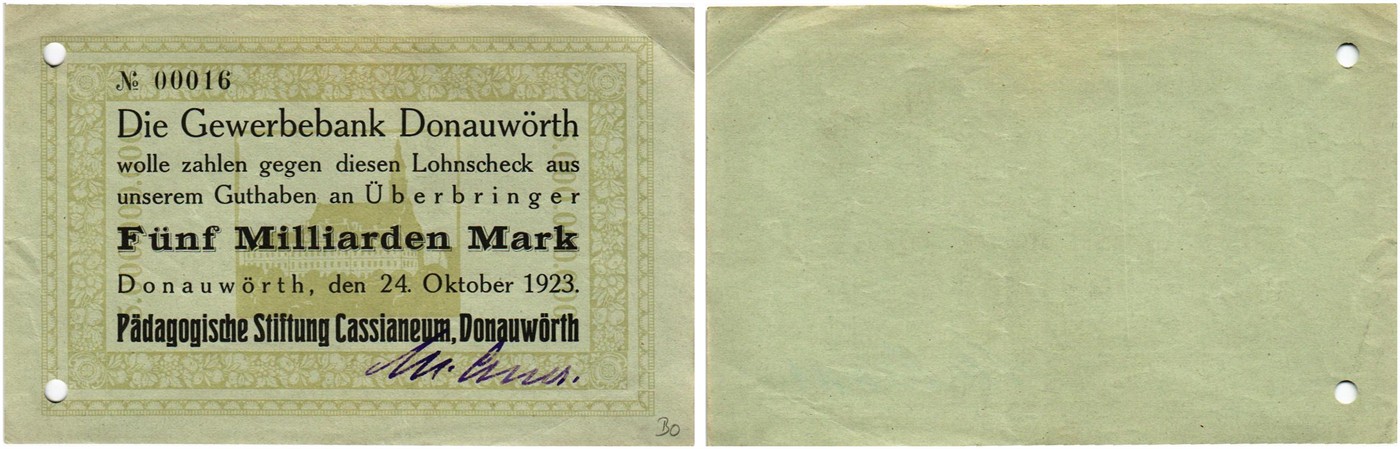 № 00016
Die Gewerbebank Donauwörth
wolle zahlen gegen diesen Lohnscheck aus
unserem Guthaben an Überbringer
Fünf Milliarden Mark
Donauwörth, den 24. Oktober 1923.
Pädagogische Stiftung Cassianeum, Donauwörth
BO